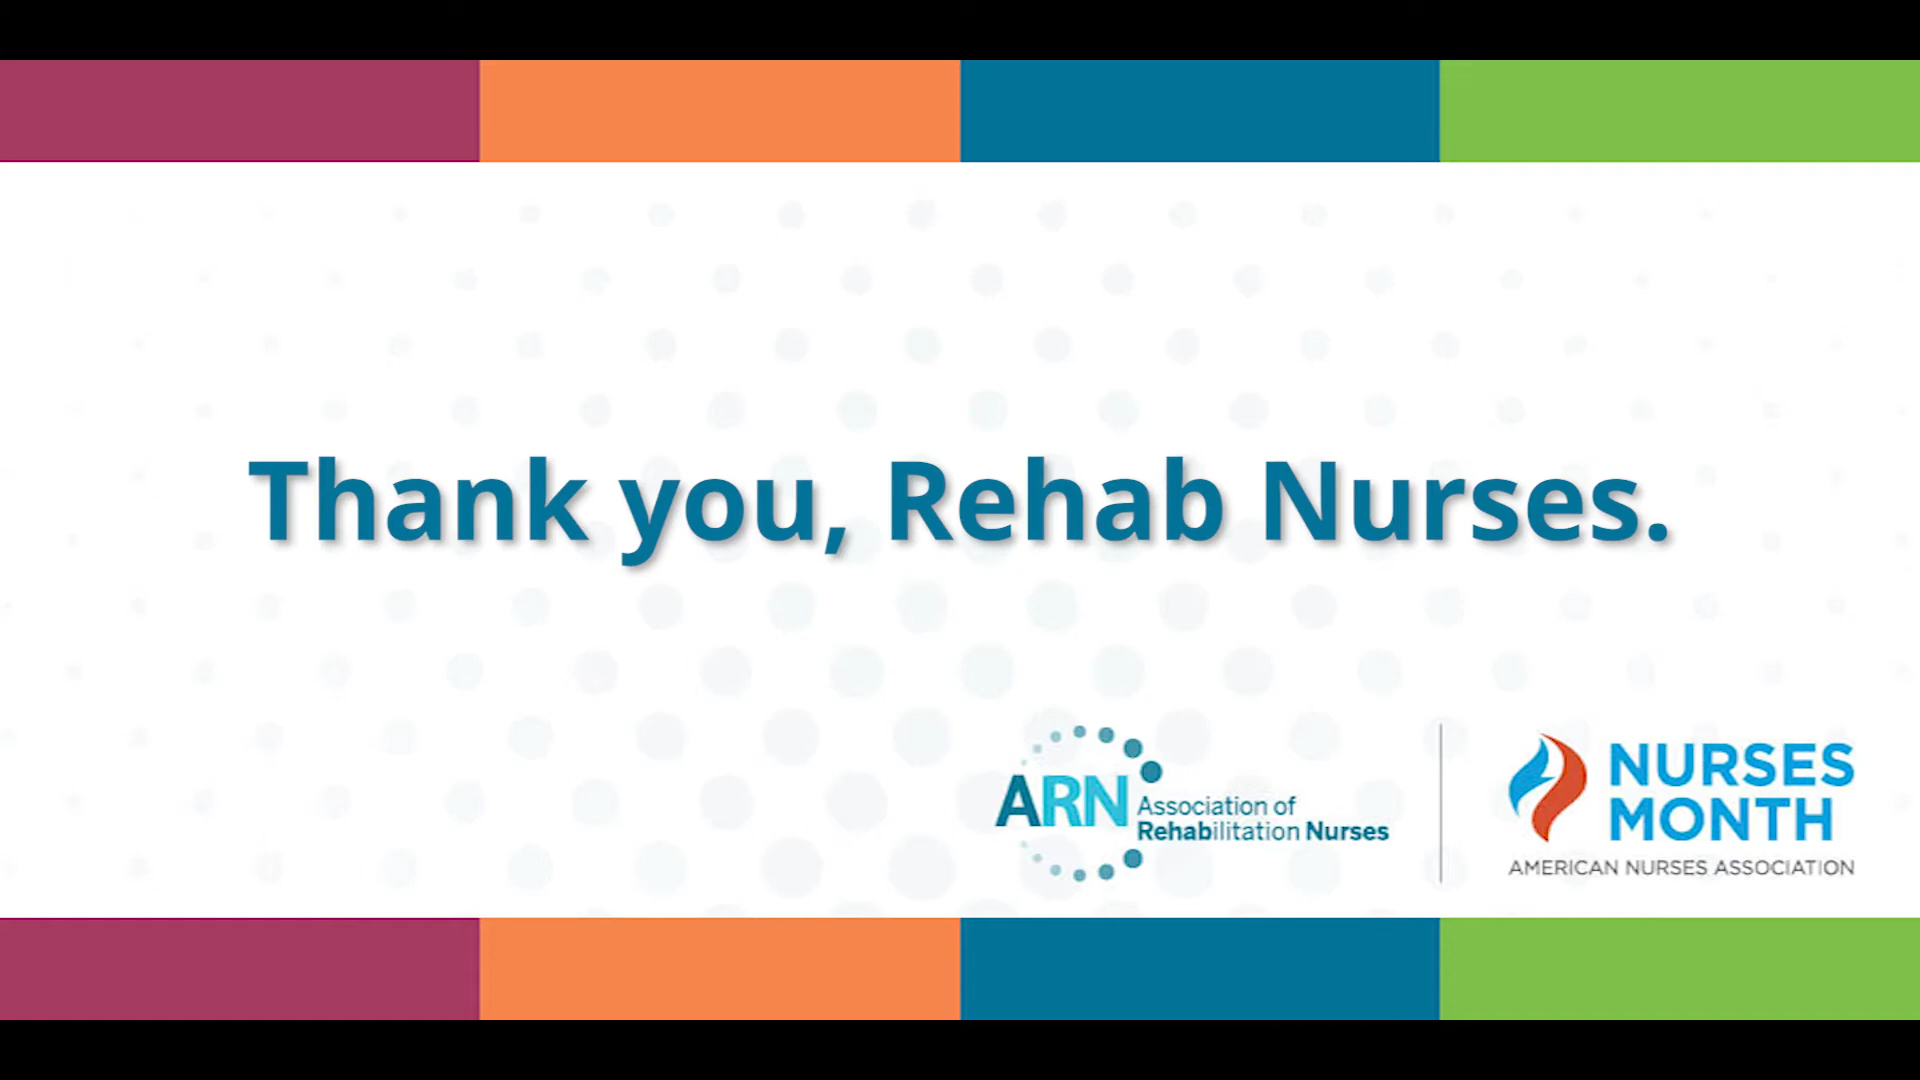 Thank you, Rehab Nurses.
ARN Association of
Rehabilitation Nurses
NURSES
MONTH
AMERICAN NURSES ASSOCIATION